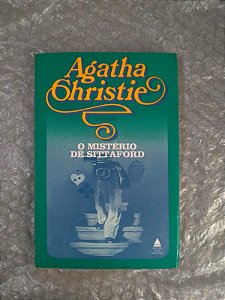 Agatha
Christie
O MISTÉRIO
DE SITTAFORD